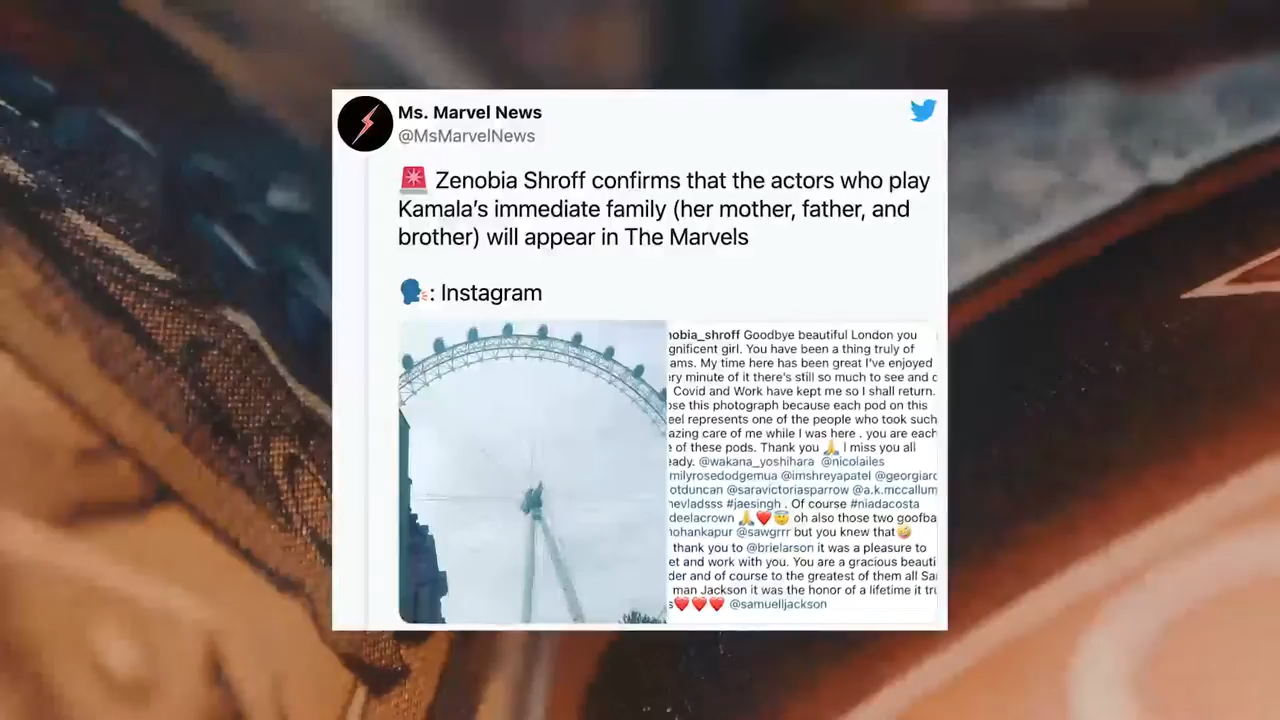 Ms. Marvel News
@MsMarvelNews
🚨 Zenobia Shroff confirms that the actors who play
Kamala's immediate family (her mother, father, and
brother) will appear in The Marvels
🗣️: Instagram
nobia_shroff Goodbye beautiful London you
gnificent girl. You have been a thing truly of
ams. My time here has been great I've enjoyed
ry minute of it there's still so much to see and d
Covid and Work have kept me so I shall return.
ose this photograph because each pod on this
eel represents one of the people who took such
azing care of me while I was here . you are each
e of these pods. Thank you 🙏 I miss you all
eady. @wakana_yoshihara @nicolailes
milyrosedodgemua @imshreyapatel @georgiarc
otduncan @saravictoriasparrow @a.k.mccallum
nevladsss #jaesingh . Of course #niadacosta
deelacrown 🙏❤️😇 oh also those two goofba
nohankapur @sawgrrr but you knew that🤪
thank you to @brielarson it was a pleasure to
et and work with you. You are a gracious beauti
der and of course to the greatest of them all Sa
man Jackson it was the honor of a lifetime it tru
s❤️❤️❤️ @samuelljackson